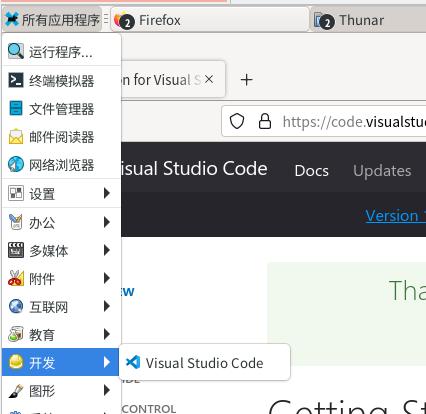 所有应用程序
2 Firefox
2 Thunar
运行程序...
终端模拟器
on for Visual S
文件管理器
https://code.visualstu
邮件阅读器
网络浏览器
isual Studio Code
Docs
Updates
设置
办公
Version 1
多媒体
附件
Tha
互联网
ew
教育
开发
Visual Studio Code
图形
CONTROL
Getting S